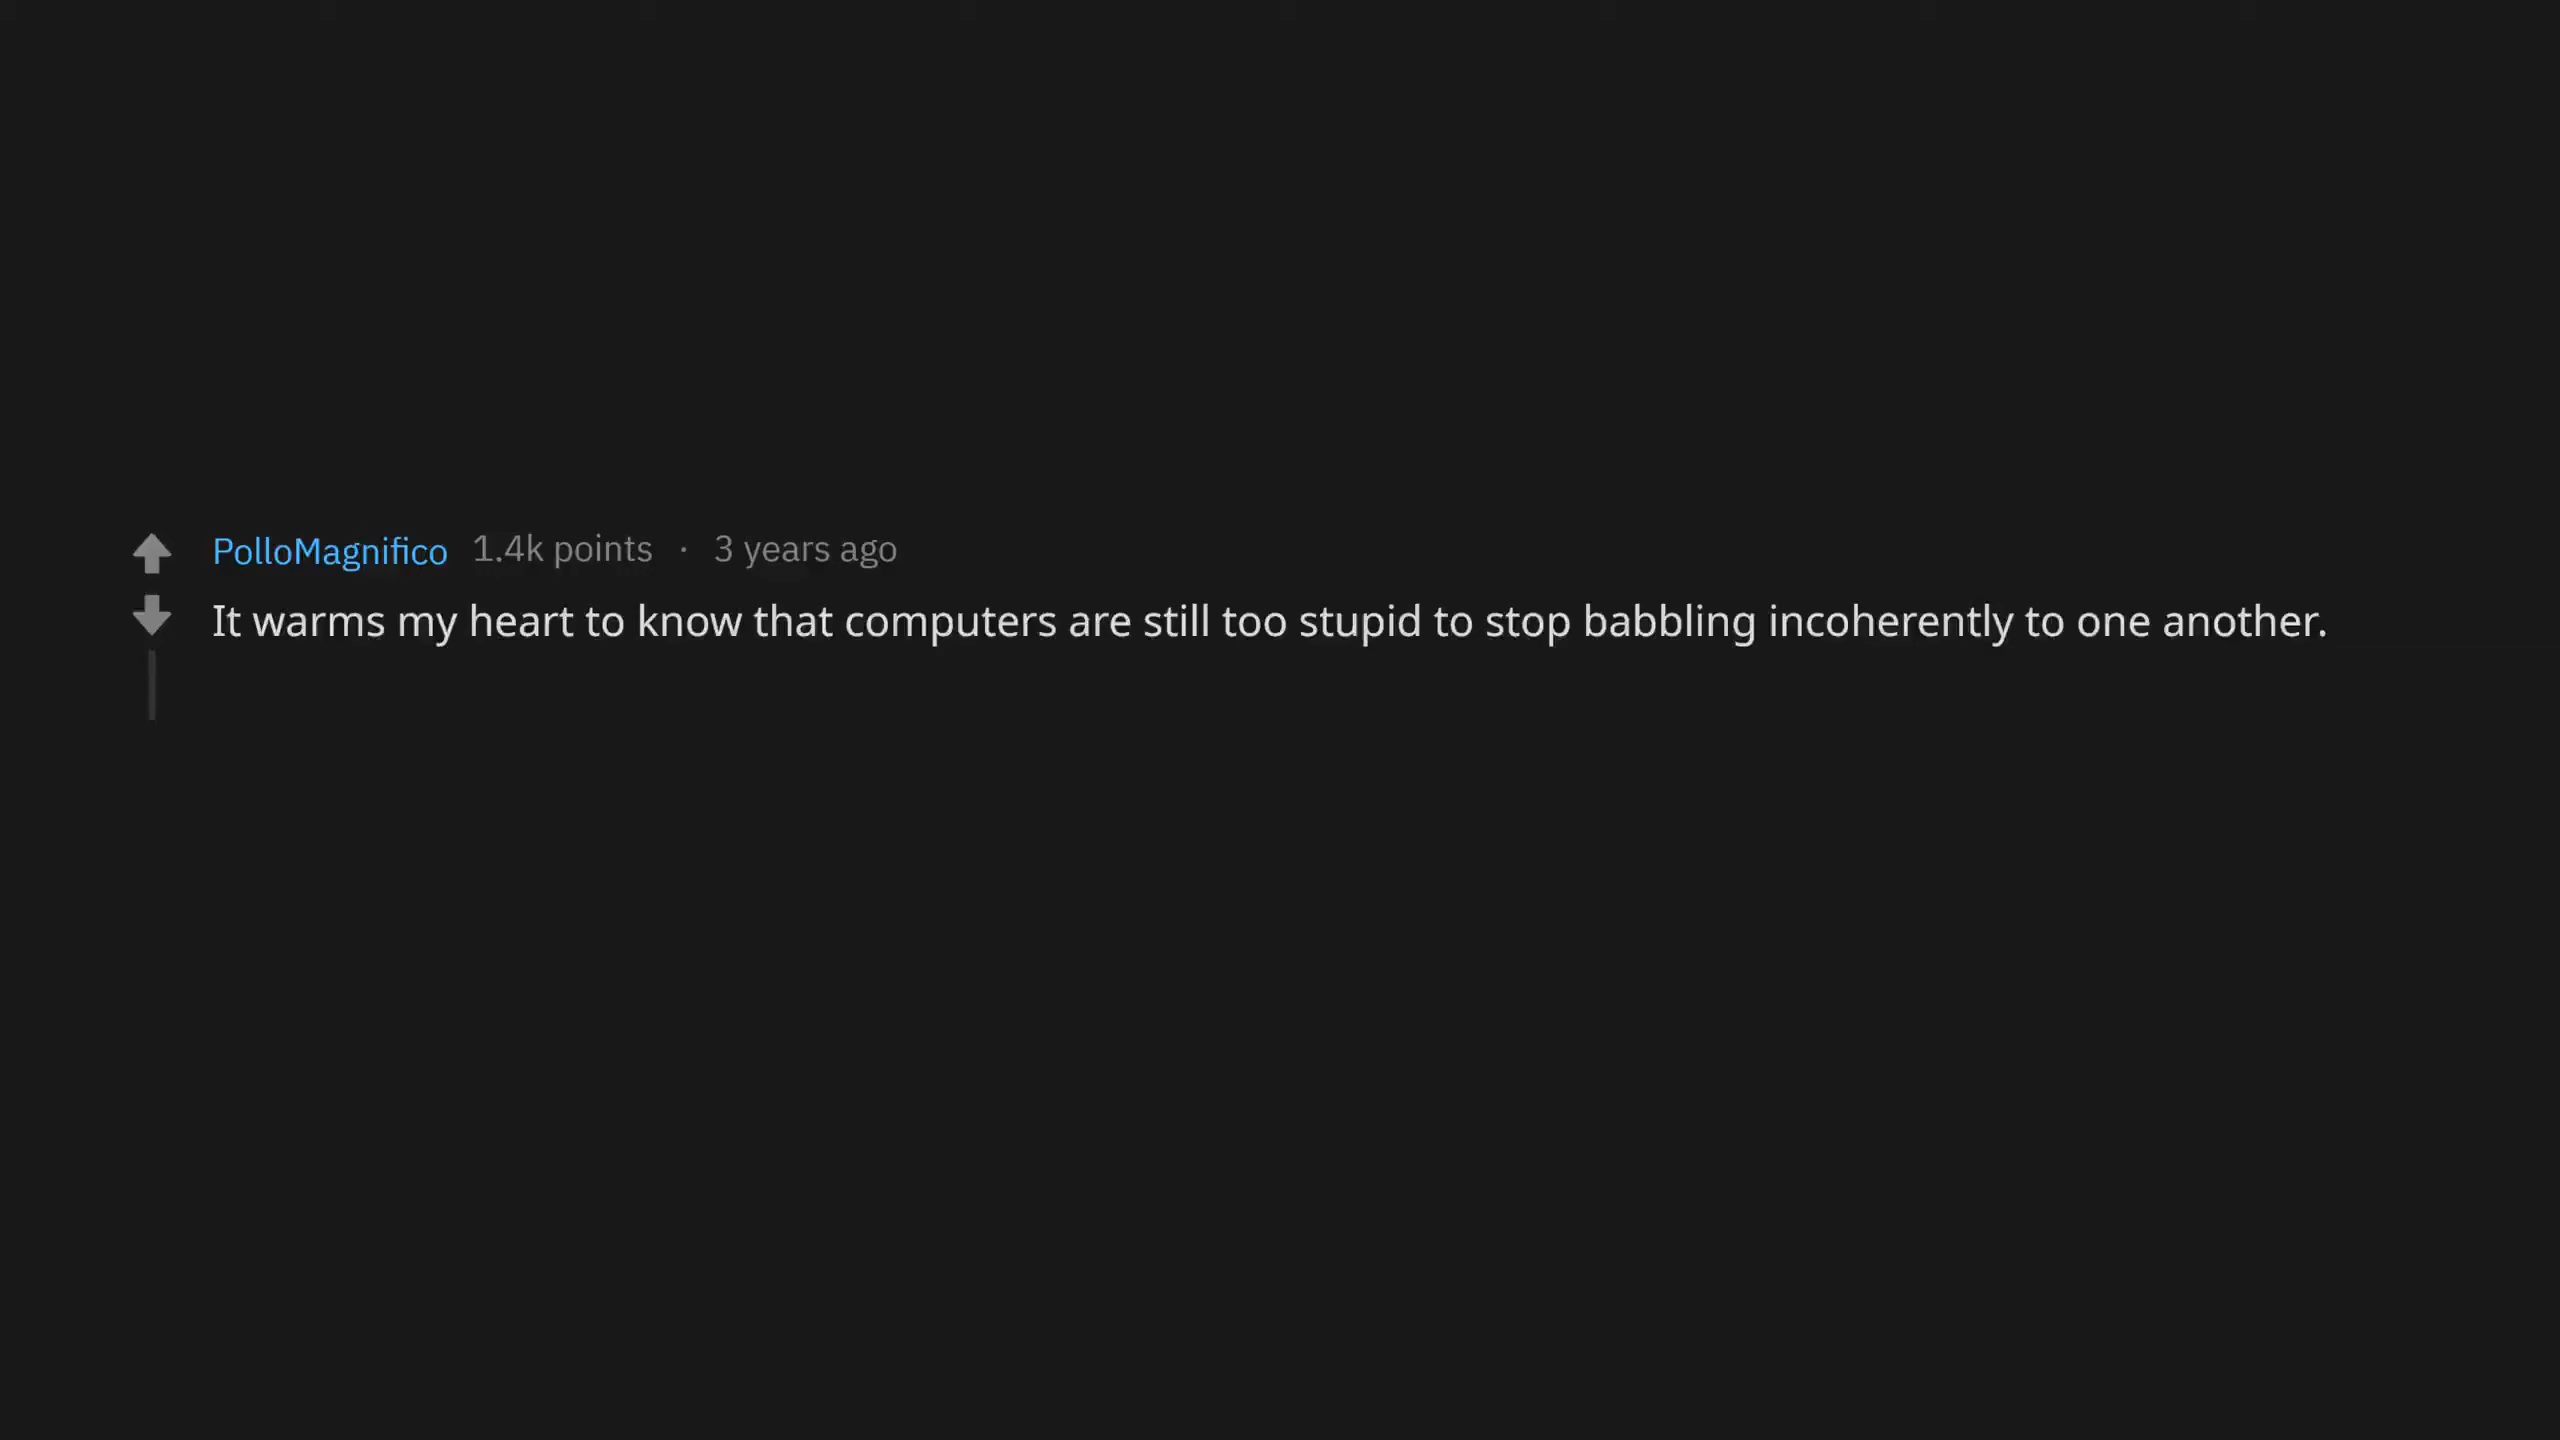 PolloMagnifico 1.4k points · 3 years ago
It warms my heart to know that computers are still too stupid to stop babbling incoherently to one another.